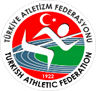 TÜRKİYE ATLETİZM FEDERASYONU
1922
TURKISH ATHLETIC FEDERATION